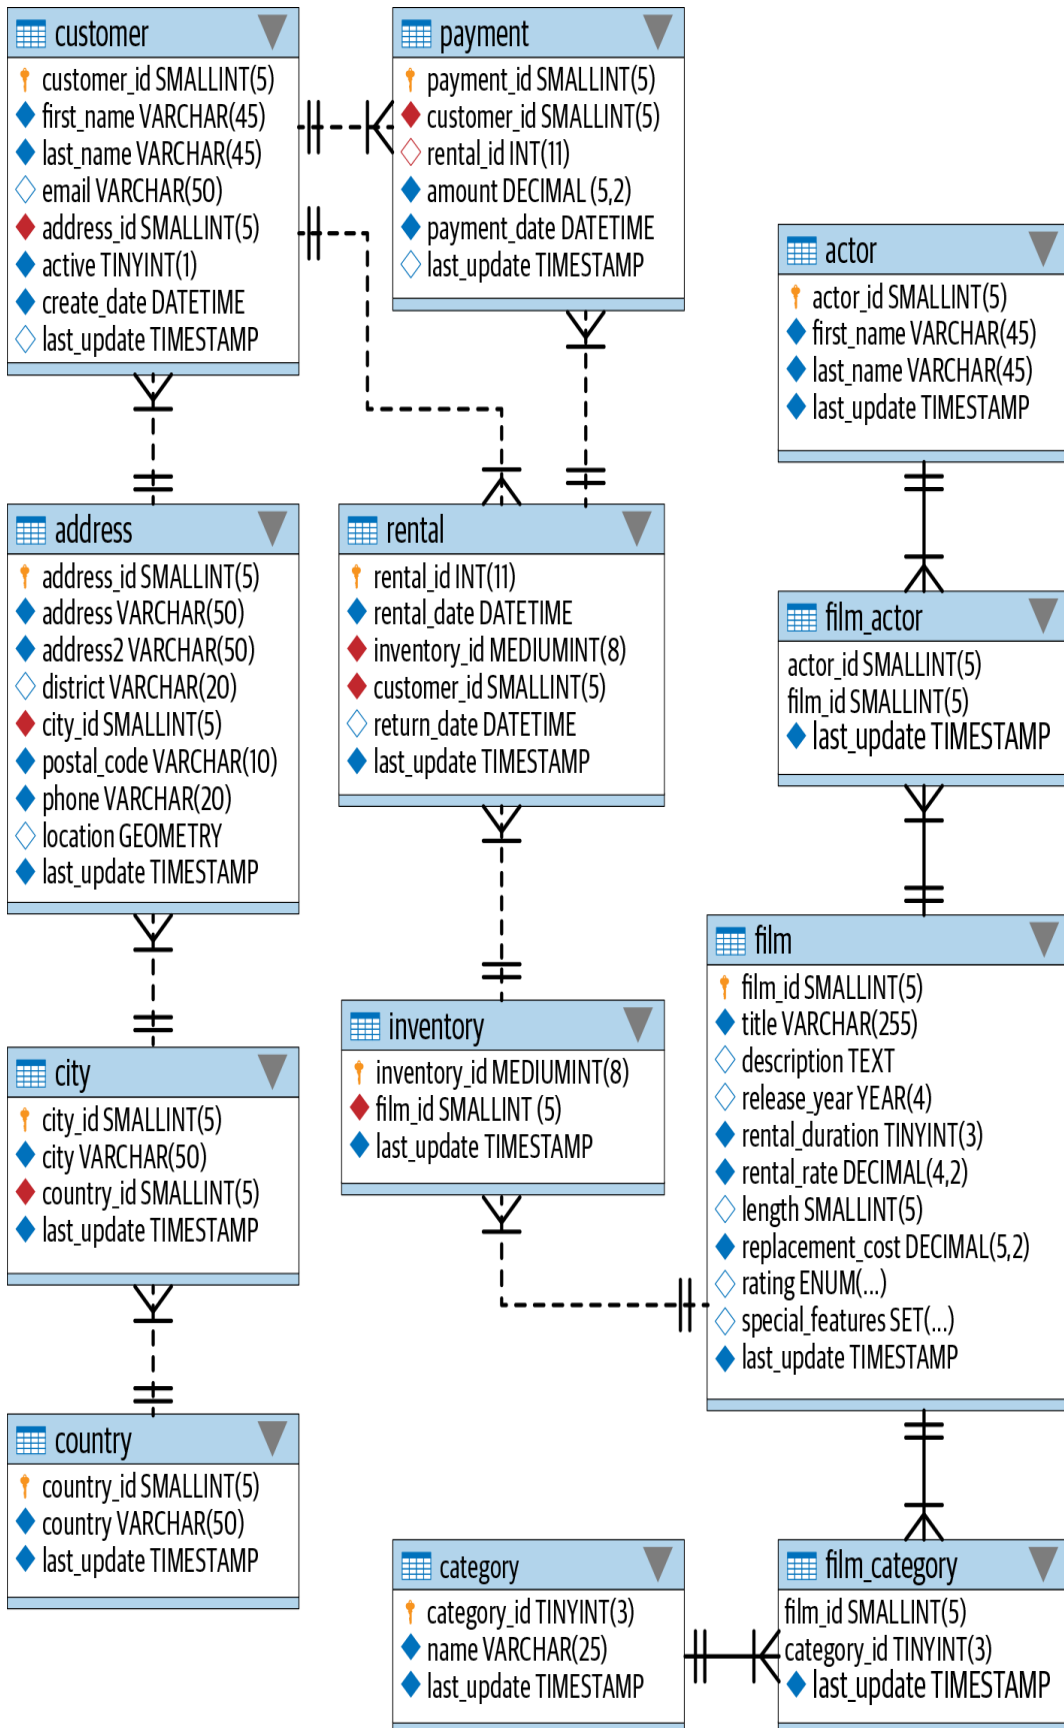 customer
customer_id SMALLINT(5)
first_name VARCHAR(45)
last_name VARCHAR(45)
email VARCHAR(50)
address_id SMALLINT(5)
active TINYINT(1)
create_date DATETIME
last_update TIMESTAMP
payment
payment_id SMALLINT(5)
customer_id SMALLINT(5)
rental_id INT(11)
amount DECIMAL (5,2)
payment_date DATETIME
last_update TIMESTAMP
actor
actor_id SMALLINT(5)
first_name VARCHAR(45)
last_name VARCHAR(45)
last_update TIMESTAMP
address
address_id SMALLINT(5)
address VARCHAR(50)
address2 VARCHAR(50)
district VARCHAR(20)
city_id SMALLINT(5)
postal_code VARCHAR(10)
phone VARCHAR(20)
location GEOMETRY
last_update TIMESTAMP
rental
rental_id INT(11)
rental_date DATETIME
inventory_id MEDIUMINT(8)
customer_id SMALLINT(5)
return_date DATETIME
last_update TIMESTAMP
film_actor
actor_id SMALLINT(5)
film_id SMALLINT(5)
last_update TIMESTAMP
film
film_id SMALLINT(5)
title VARCHAR(255)
description TEXT
release_year YEAR(4)
rental_duration TINYINT(3)
rental_rate DECIMAL(4,2)
length SMALLINT(5)
replacement_cost DECIMAL(5,2)
rating ENUM(...)
special_features SET(...)
last_update TIMESTAMP
city
city_id SMALLINT(5)
city VARCHAR(50)
country_id SMALLINT(5)
last_update TIMESTAMP
inventory
inventory_id MEDIUMINT(8)
film_id SMALLINT (5)
last_update TIMESTAMP
country
country_id SMALLINT(5)
country VARCHAR(50)
last_update TIMESTAMP
category
category_id TINYINT(3)
name VARCHAR(25)
last_update TIMESTAMP
film_category
film_id SMALLINT(5)
category_id TINYINT(3)
last_update TIMESTAMP